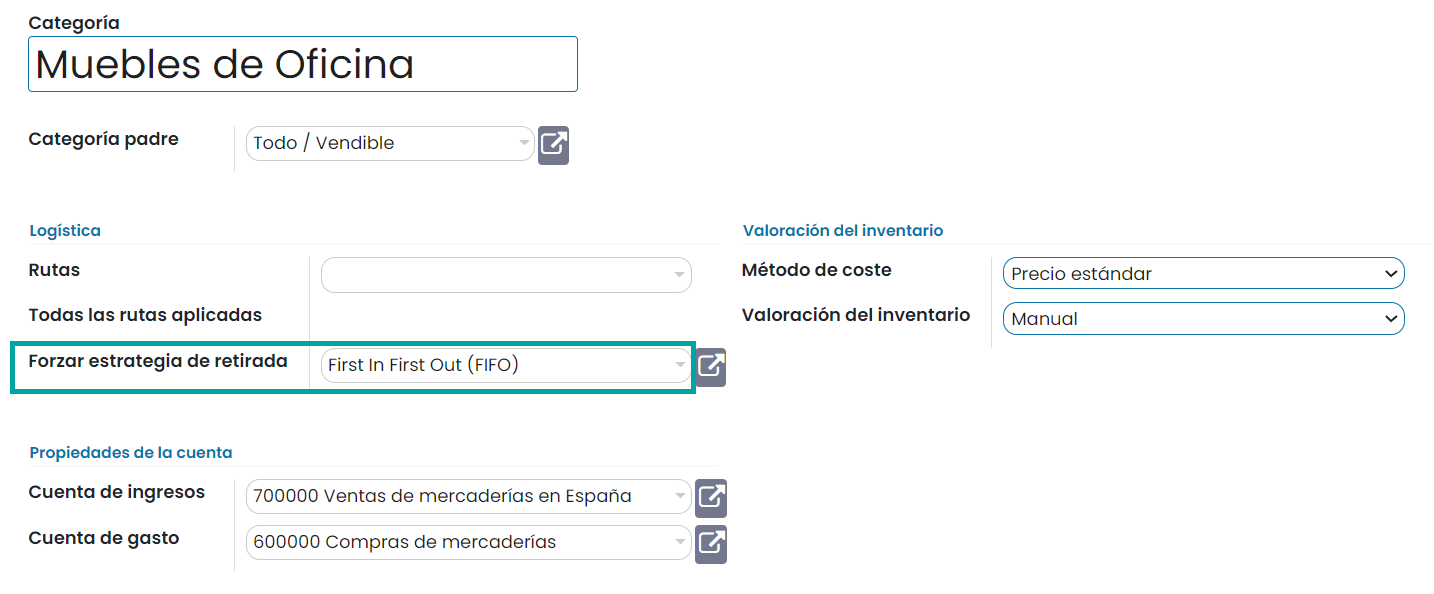 Categoría
Muebles de Oficina
Categoría padre
Todo / Vendible
Logística
Rutas
Todas las rutas aplicadas
Forzar estrategia de retirada
First In First Out (FIFO)
Valoración del inventario
Método de coste
Precio estándar
Valoración del inventario
Manual
Propiedades de la cuenta
Cuenta de ingresos
700000 Ventas de mercaderías en España
Cuenta de gasto
600000 Compras de mercaderías